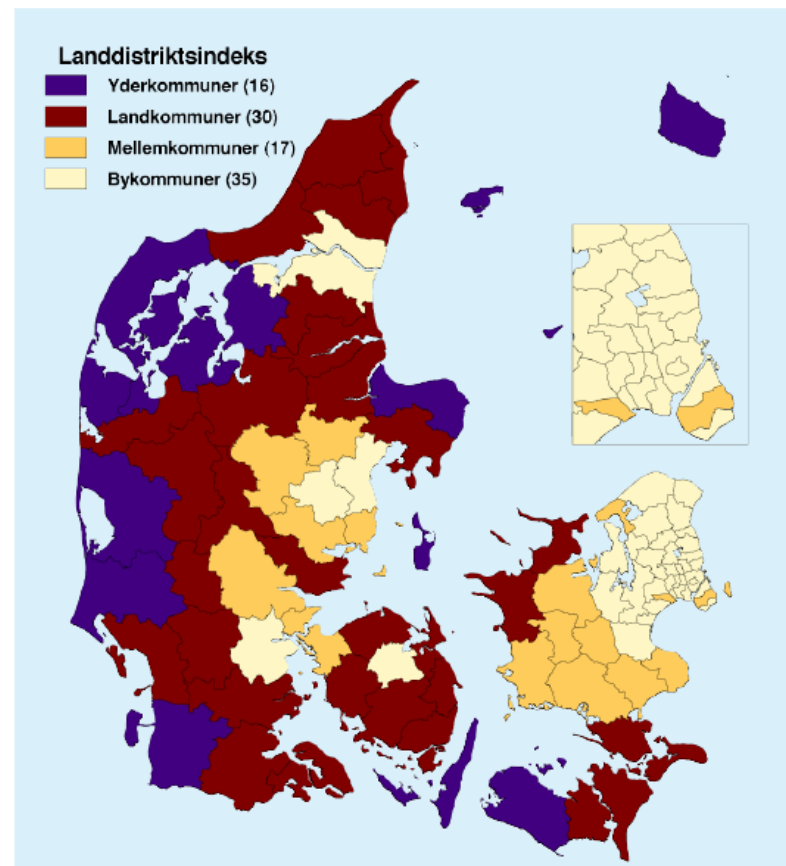 Landdistriktsindeks
Yderkommuner (16)
Landkommuner (30)
Mellemkommuner (17)
Bykommuner (35)